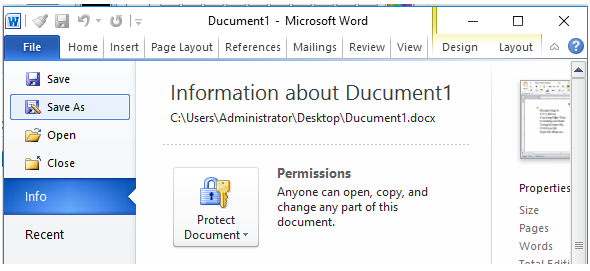 Ducument1 - Microsoft Word
File Home Insert Page Layout References Mailings Review View Design Layout
Save
Save As
Open
Close
Info
Recent
Information about Ducument1
C:\Users\Administrator\Desktop\Ducument1.docx
Protect
Document
Permissions
Anyone can open, copy, and
change any part of this
document.
Properties
Size
Pages
Words